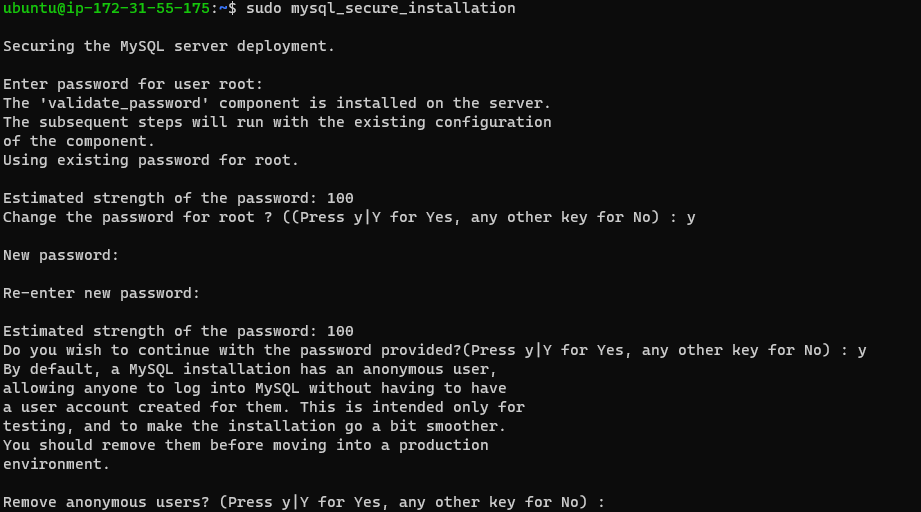 ubuntu@ip-172-31-55-175:~$ sudo mysql_secure_installation
Securing the MySQL server deployment.
Enter password for user root:
The 'validate_password' component is installed on the server.
The subsequent steps will run with the existing configuration
of the component.
Using existing password for root.
Estimated strength of the password: 100
Change the password for root ? ((Press y|Y for Yes, any other key for No) : y
New password:
Re-enter new password:
Estimated strength of the password: 100
Do you wish to continue with the password provided?(Press y|Y for Yes, any other key for No) : y
By default, a MySQL installation has an anonymous user,
allowing anyone to log into MySQL without having to have
a user account created for them. This is intended only for
testing, and to make the installation go a bit smoother.
You should remove them before moving into a production
environment.
Remove anonymous users? (Press y|Y for Yes, any other key for No) :